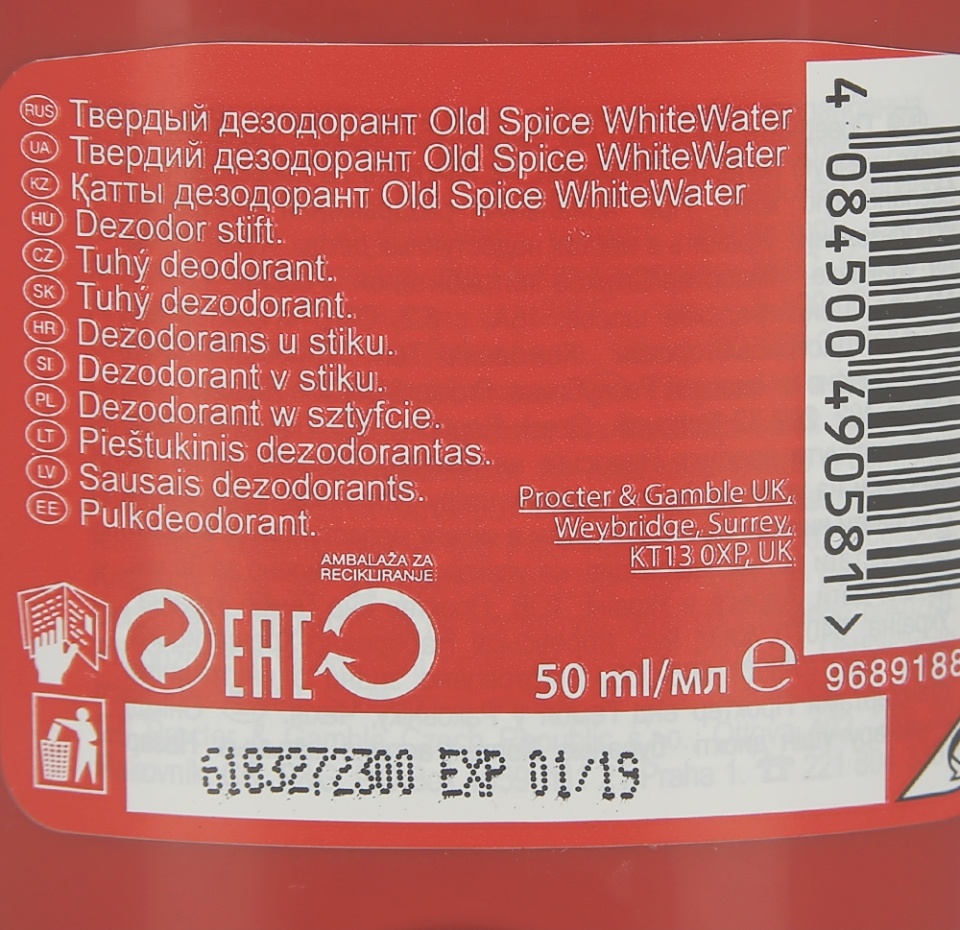 RUS Твердый дезодорант Old Spice WhiteWater
UA Твердий дезодорант Old Spice WhiteWater
KZ Қатты дезодорант Old Spice WhiteWater
HU Dezodor stift.
CZ Tuhý deodorant.
SK Tuhý dezodorant.
HR Dezodorans u stiku.
SI Dezodorant v stiku.
PL Dezodorant w sztyfcie.
LT Pieštukinis dezodorantas.
LV Sausais dezodorants.
EE Pulkdeodorant.
Procter & Gamble UK,
Weybridge, Surrey,
KT13 0XP, UK
AMBALAŽA ZA
RECIKLIRANJE
EAC
50 ml/мл e
6183272300 EXP 01/19
4 084500 490581 >
9689188